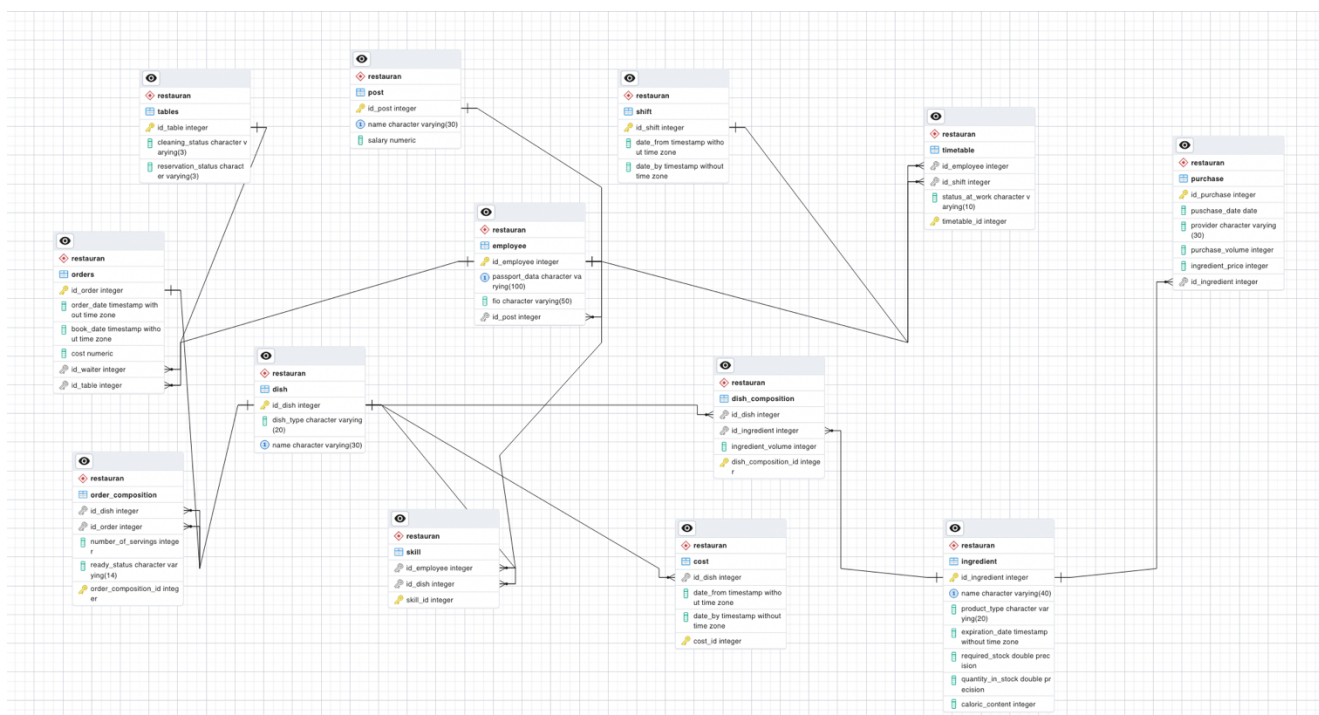 restauran
tables
id_table integer
cleaning_status character v
arying(3)
reservation_status charact
er varying(3)
restauran
post
id_post integer
name character varying(30)
salary numeric
restauran
shift
id_shift integer
date_from timestamp witho
ut time zone
date_by timestamp without
time zone
restauran
timetable
id_employee integer
id_shift integer
status_at_work character v
arying(10)
timetable_id integer
restauran
purchase
id_purchase integer
puschase_date date
provider character varying
(30)
purchase_volume integer
ingredient_price integer
id_ingredient integer
restauran
employee
id_employee integer
passport_data character va
rying(100)
fio character varying(50)
id_post integer
restauran
orders
id_order integer
order_date timestamp with
out time zone
book_date timestamp witho
ut time zone
cost numeric
id_waiter integer
id_table integer
restauran
dish
id_dish integer
dish_type character varying
(20)
name character varying(30)
restauran
dish_composition
id_dish integer
id_ingredient integer
ingredient_volume integer
dish_composition_id intege
r
restauran
order_composition
id_dish integer
id_order integer
number_of_servings intege
r
ready_status character var
ying(14)
order_composition_id integ
er
restauran
skill
id_employee integer
id_dish integer
skill_id integer
restauran
cost
id_dish integer
date_from timestamp witho
ut time zone
date_by timestamp without
time zone
cost_id integer
restauran
ingredient
id_ingredient integer
name character varying(40)
product_type character var
ying(20)
expiration_date timestamp
without time zone
required_stock double prec
ision
quantity_in_stock double pr
ecision
caloric_content integer